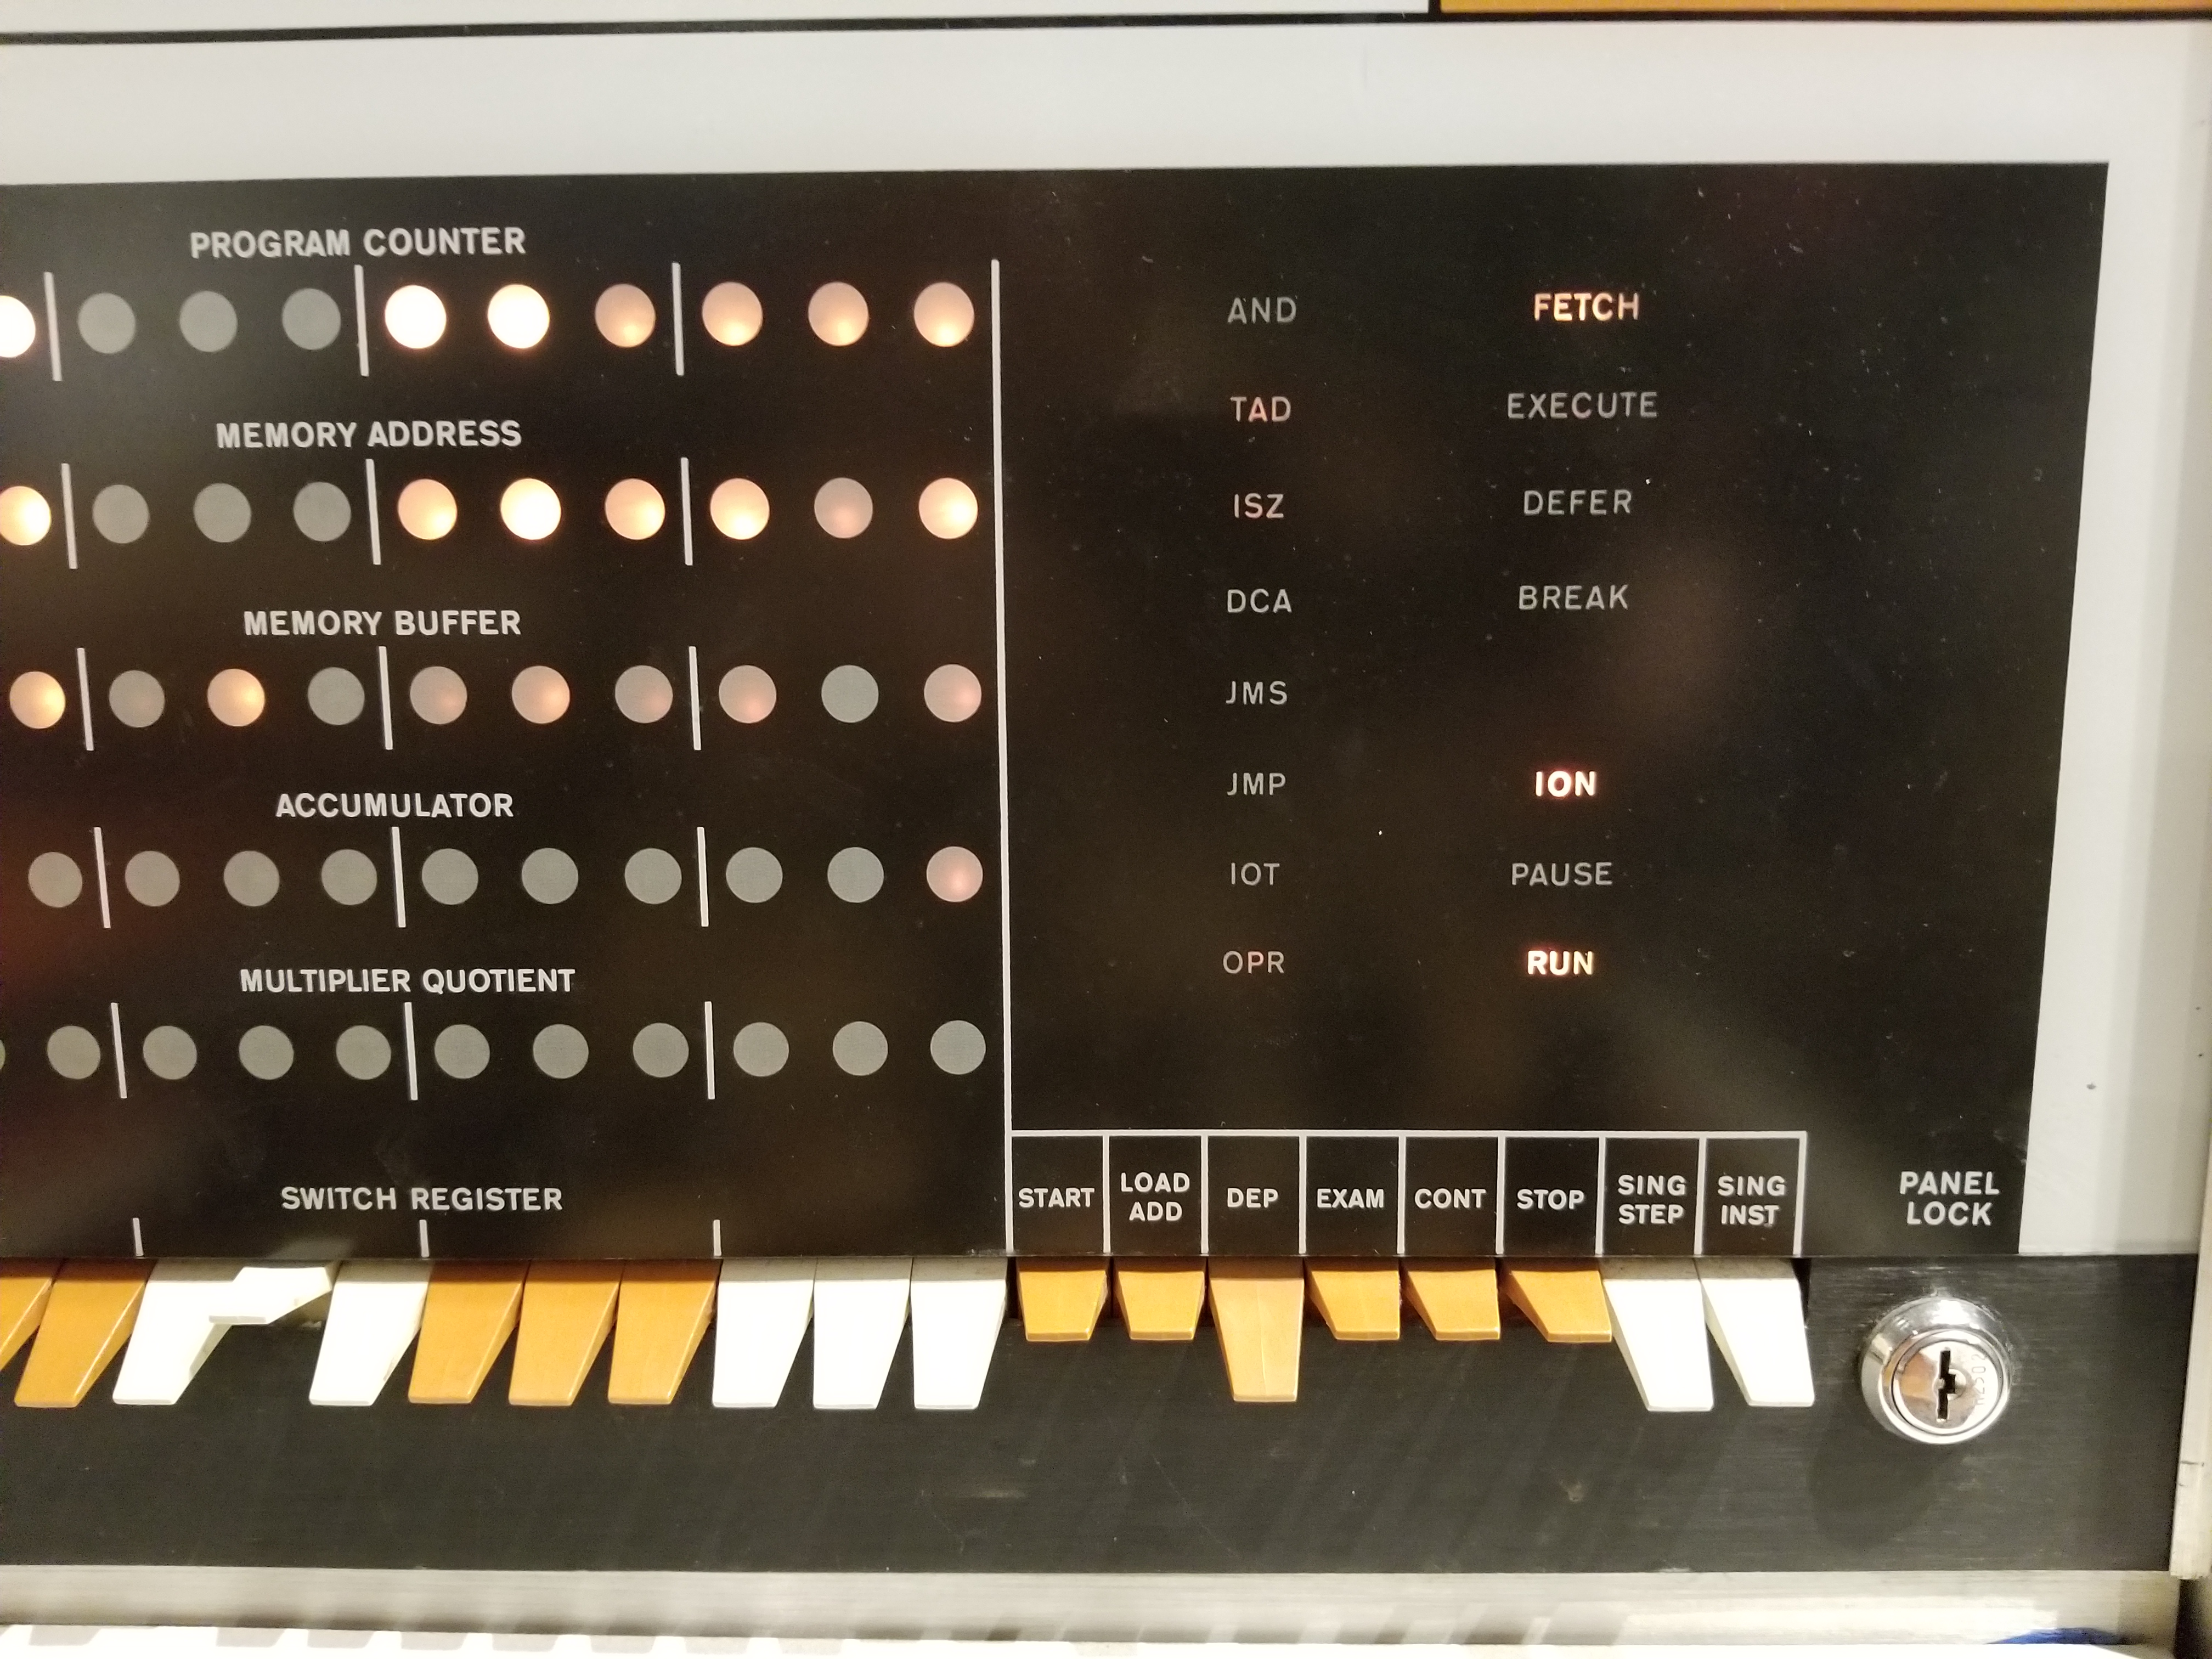 PROGRAM COUNTER
MEMORY ADDRESS
MEMORY BUFFER
ACCUMULATOR
MULTIPLIER QUOTIENT
SWITCH REGISTER
AND
TAD
ISZ
DCA
JMS
JMP
IOT
OPR
FETCH
EXECUTE
DEFER
BREAK
ION
PAUSE
RUN
START
LOAD
ADD
DEP
EXAM
CONT
STOP
SING
STEP
SING
INST
PANEL
LOCK